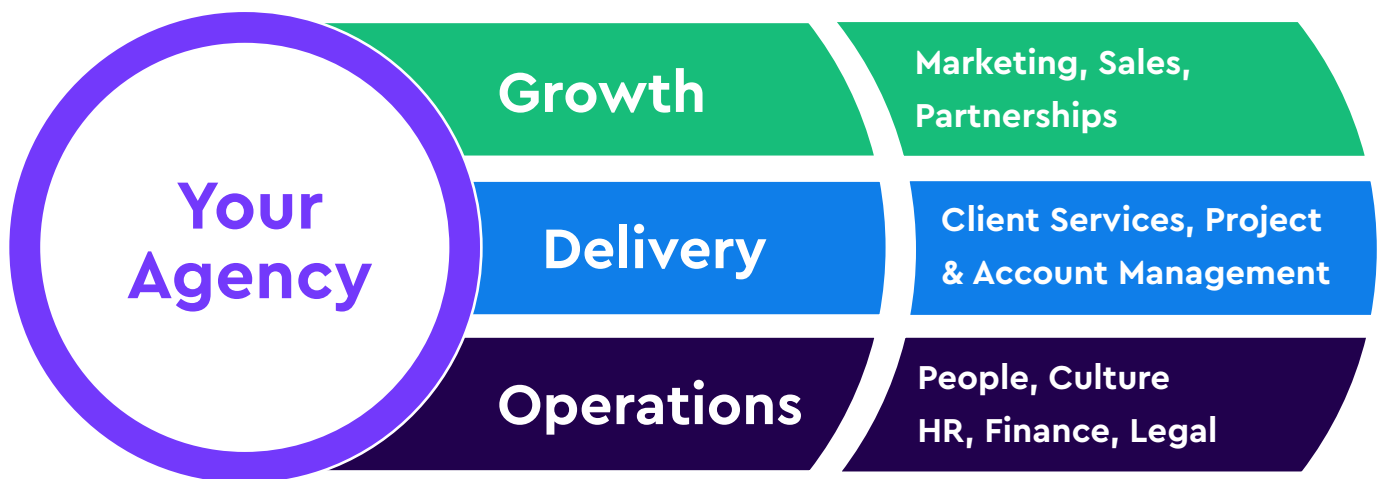 Your
Agency
Growth
Marketing, Sales,
Partnerships
Delivery
Client Services, Project
& Account Management
Operations
People, Culture
HR, Finance, Legal